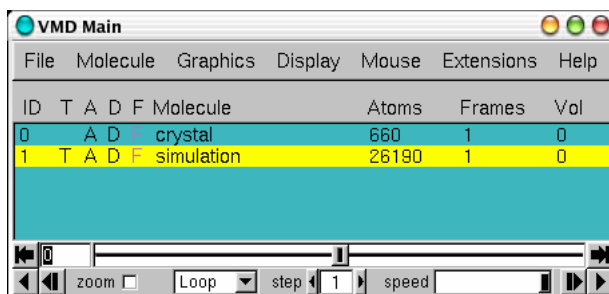 VMD Main
File Molecule Graphics Display Mouse Extensions Help
ID T A D F Molecule Atoms Frames Vol
0 A D F crystal 660 1 0
1 T A D F simulation 26190 1 0
0
zoom Loop step 1 speed